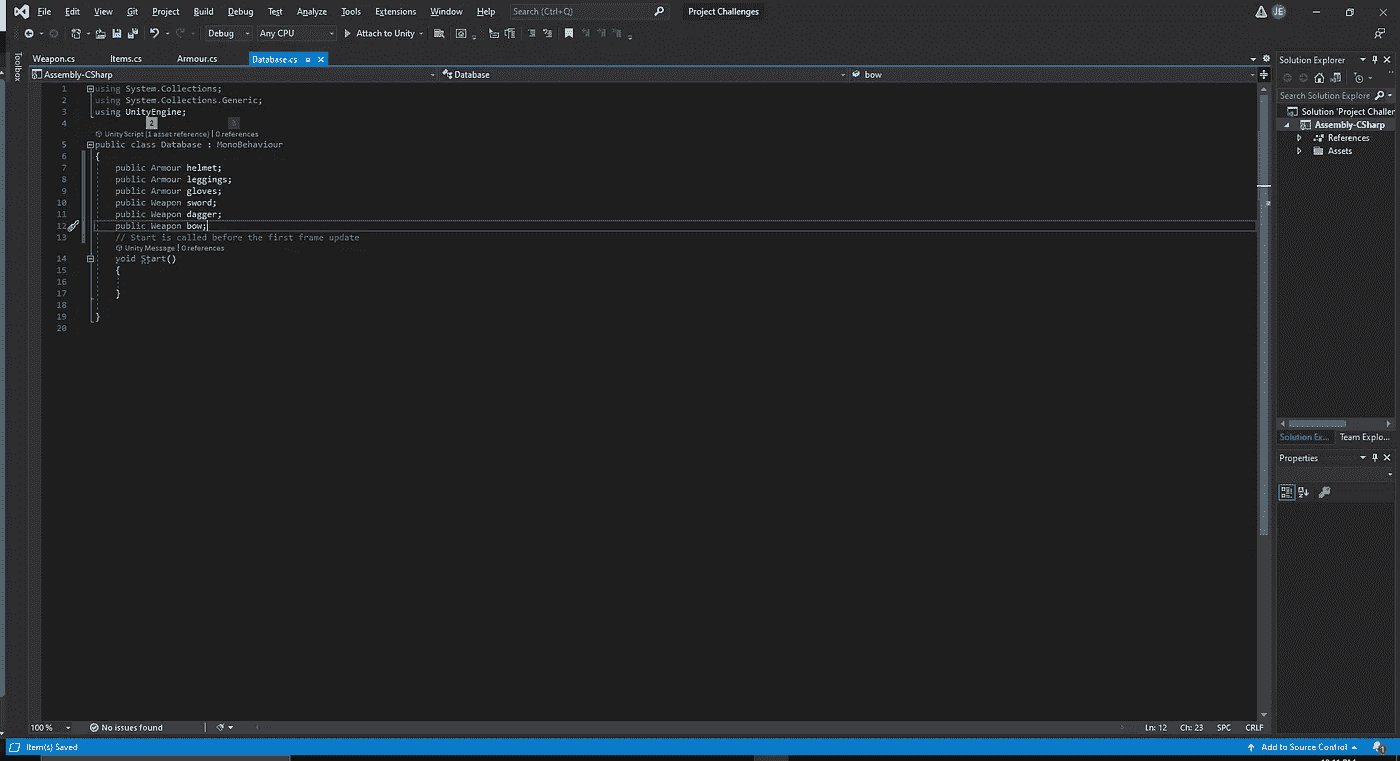 File Edit View Git Project Build Debug Test Analyze Tools Extensions Window Help Search (Ctrl+Q) Project Challenges JE
Debug Any CPU Attach to Unity
Toolbox
Weapon.cs Items.cs Armour.cs Database.cs
Assembly-CSharp Database bow
1 using System.Collections;
2 using System.Collections.Generic;
3 using UnityEngine;
4
Unity Script (1 asset reference) | 0 references
5 public class Database : MonoBehaviour
6 {
7 public Armour helmet;
8 public Armour leggings;
9 public Armour gloves;
10 public Weapon sword;
11 public Weapon dagger;
12 public Weapon bow;
13 // Start is called before the first frame update
Unity Message | 0 references
14 void Start()
15 {
16
17 }
18
19 }
20
Solution Explorer
Search Solution Explore
Solution 'Project Challer
Assembly-CSharp
References
Assets
Solution Ex... Team Explo...
Properties
100 % No issues found Ln: 12 Ch: 23 SPC CRLF
Item(s) Saved Add to Source Control 1